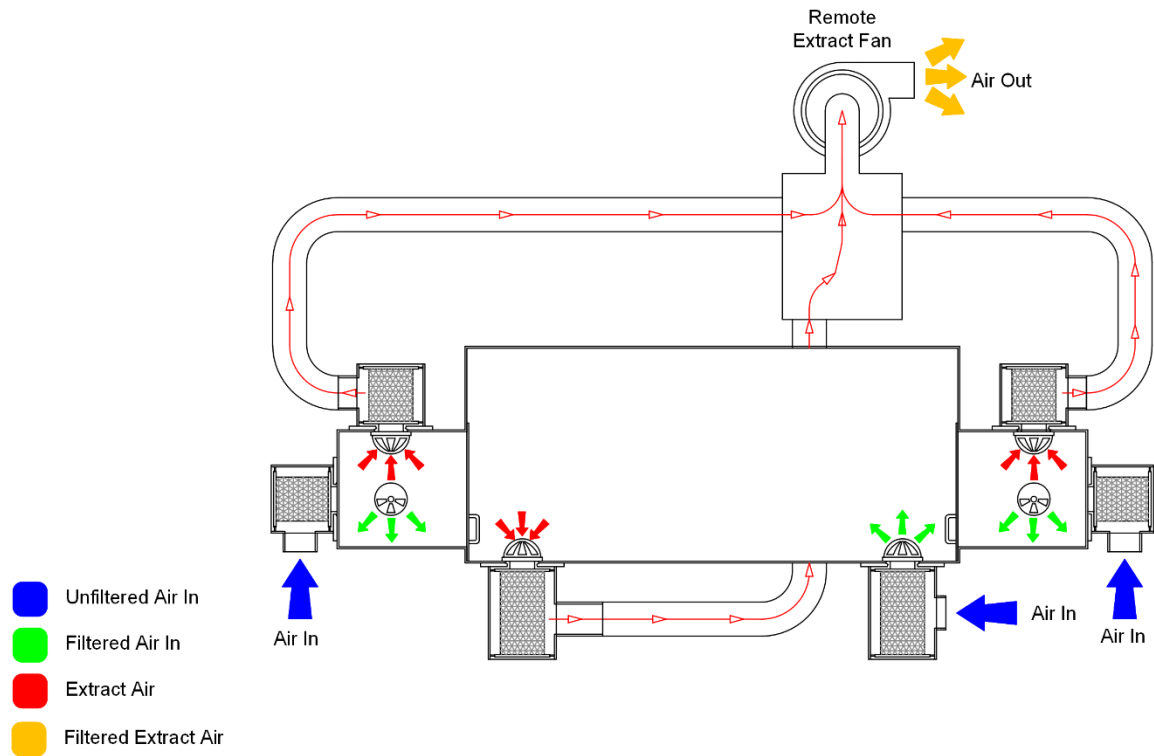 Remote
Extract Fan
Air Out
Air In
Air In
Air In
Unfiltered Air In
Filtered Air In
Extract Air
Filtered Extract Air